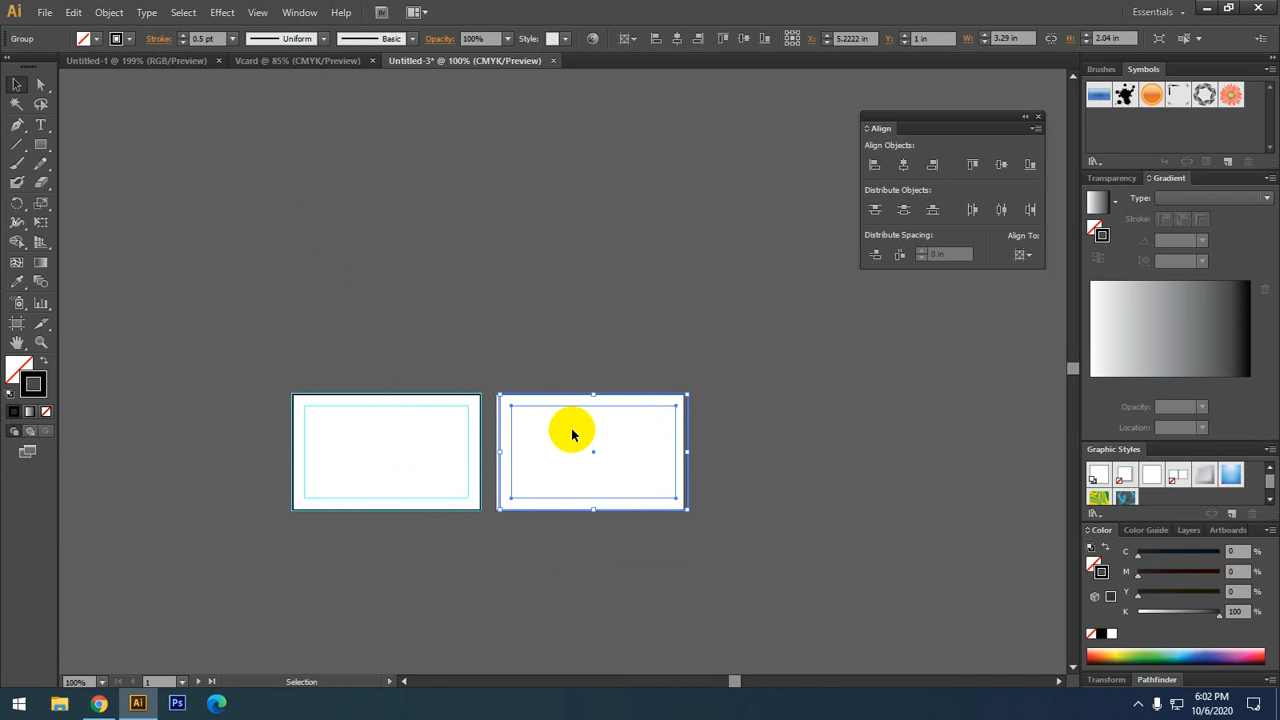 Ai File Edit Object Type Select Effect View Window Help Br Essentials
Group Stroke: 0.5 pt Uniform Basic Opacity: 100% Style: X: 5.2222 in Y: 1 in W: 3.29 in H: 2.04 in
Untitled-1 @ 199% (RGB/Preview) × Vcard @ 85% (CMYK/Preview) × Untitled-3* @ 100% (CMYK/Preview) ×
Brushes Symbols
Align
Align Objects:
Distribute Objects:
Distribute Spacing: Align To:
0 in
Transparency Gradient
Type:
Stroke:
Opacity:
Location:
Graphic Styles
Color Color Guide Layers Artboards
C 0 %
M 0 %
Y 0 %
K 100 %
Transform Pathfinder
100% 1 Selection
Ai Ps
6:02 PM
10/6/2020